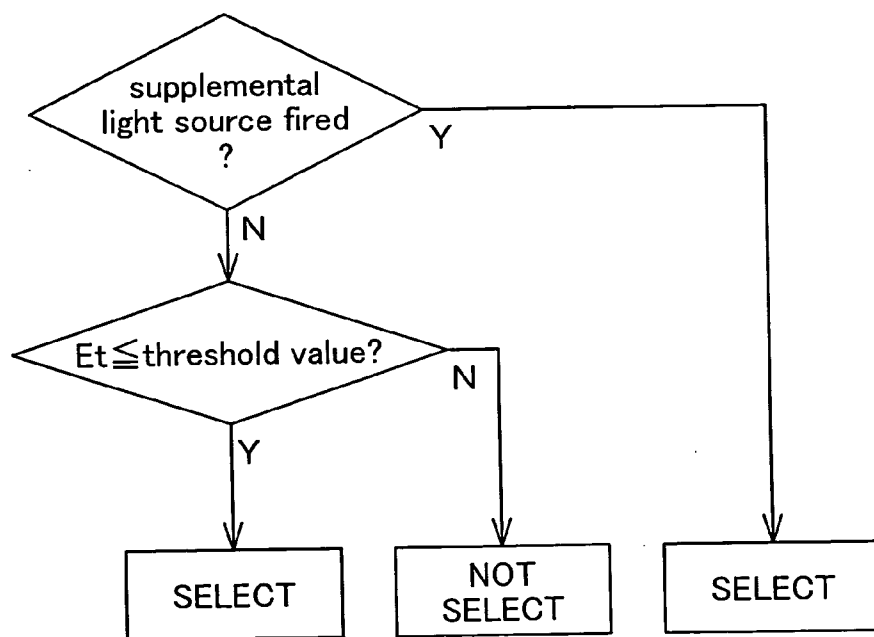 supplemental
light source fired
?
Y
N
Et≦threshold value?
N
Y
SELECT
NOT
SELECT
SELECT